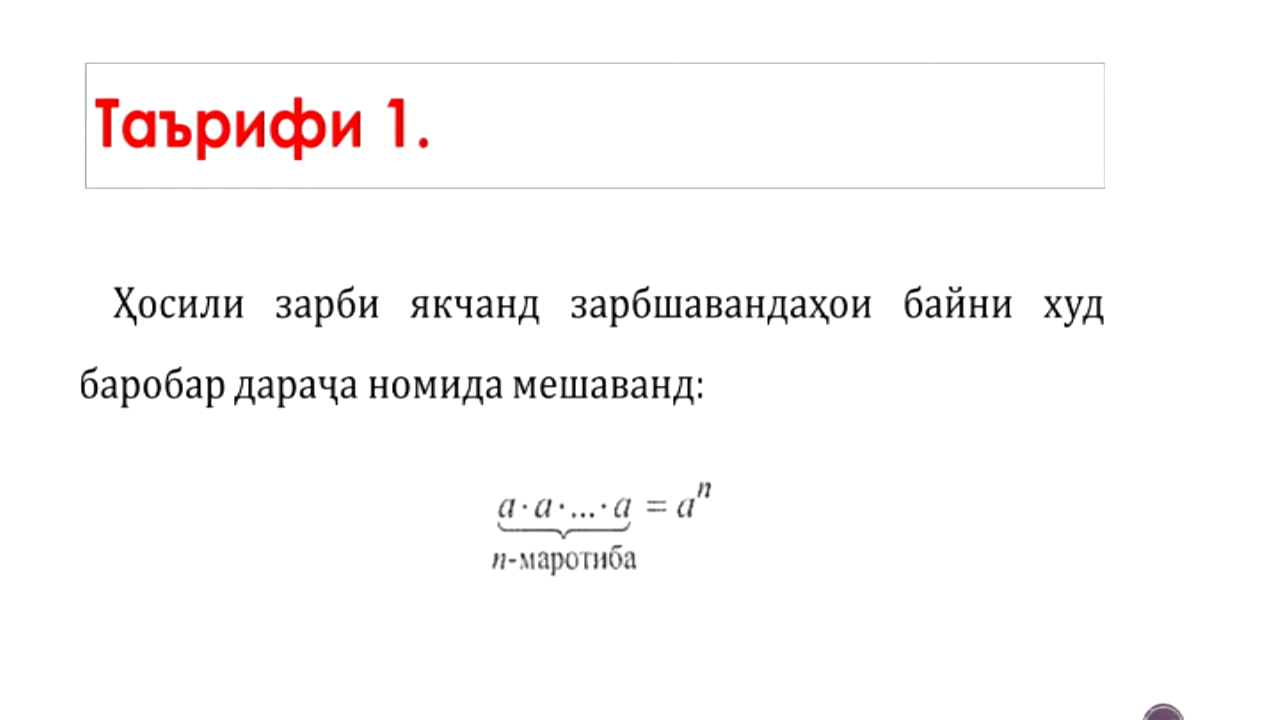 Таърифи 1.
Ҳосили зарби якчанд зарбшавандаҳои байни худ
баробар дараҷа номида мешаванд:
a · a · ... · a = aⁿ
n-маротиба